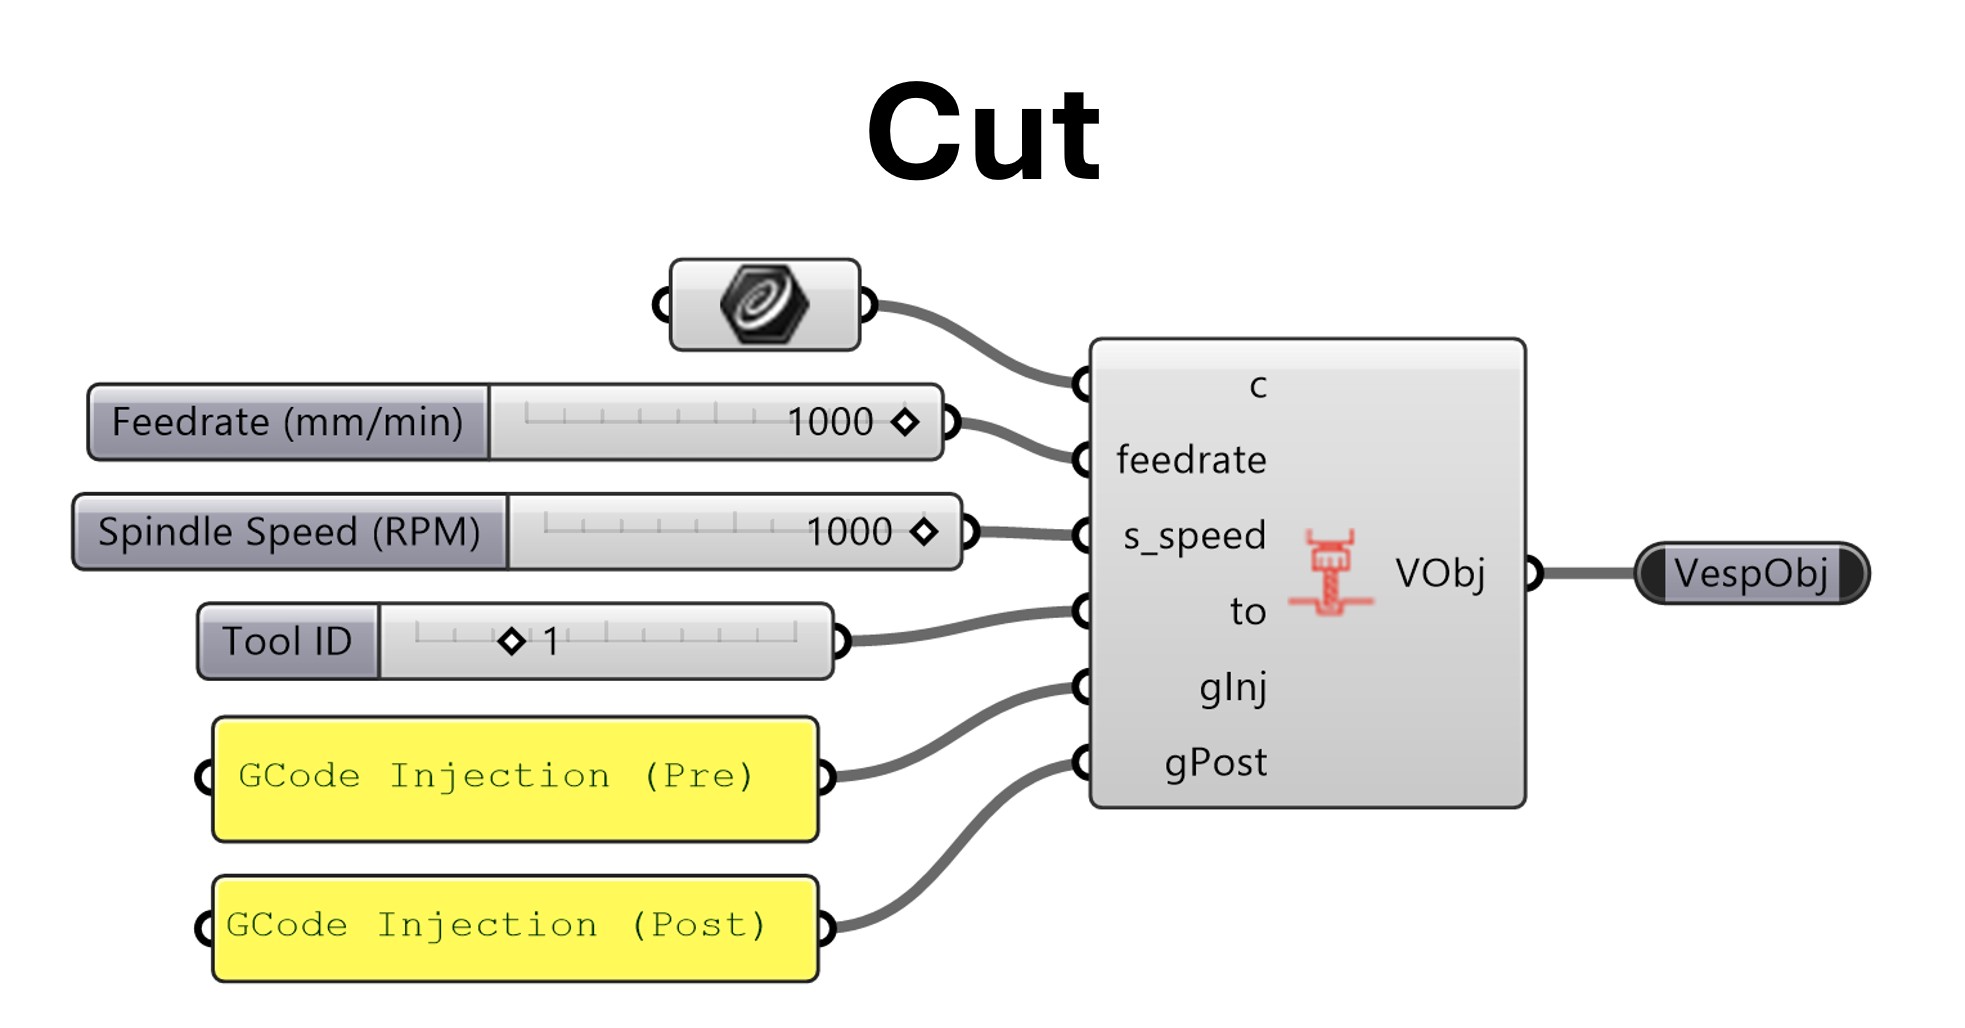 Cut
Feedrate (mm/min)
1000
Spindle Speed (RPM)
1000
Tool ID
1
GCode Injection (Pre)
GCode Injection (Post)
c
feedrate
s_speed
to
gInj
gPost
VObj
VespObj